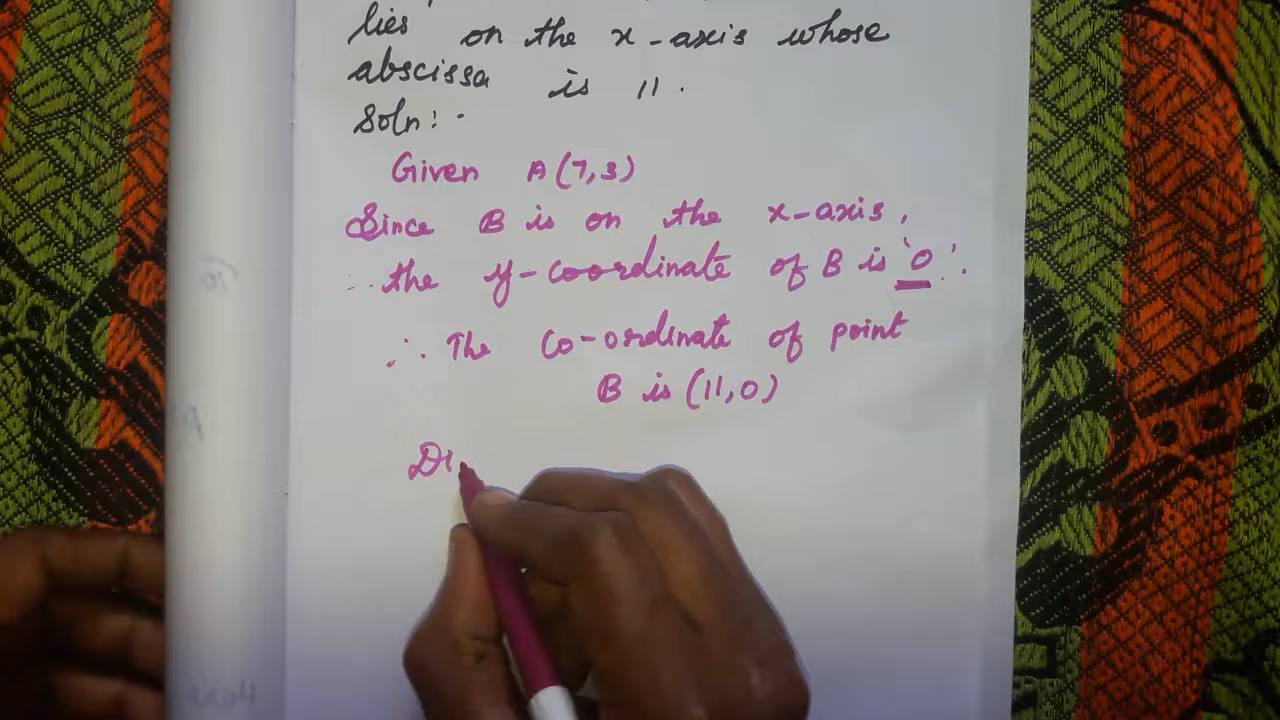 lies on the x-axis whose
abscissa is 11.
Soln:-
Given A(7,3)
Since B is on the x-axis,
∴ the y-coordinate of B is '0'.
∴ The Co-ordinate of point
B is (11,0)
Di